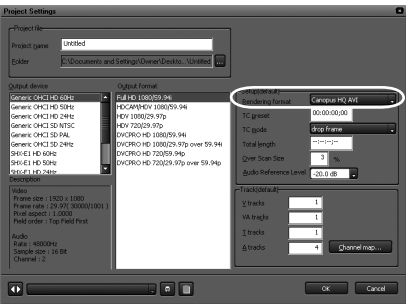 Project Settings
Project file
Project name Untitled
Folder C:\Documents and Settings\Owner\Deskto...\Untitled ...
Output device
Generic OHCI HD 60Hz
Generic OHCI HD 50Hz
Generic OHCI HD 24Hz
Generic OHCI SD NTSC
Generic OHCI SD PAL
Generic OHCI SD 24Hz
SHX-E1 HD 60Hz
SHX-E1 HD 50Hz
SHX-E1 HD 24Hz
Output format
Full HD 1080/59.94i
HDCAM/HDV 1080/59.94i
HDV 1080/29.97p
HDV 720/29.97p
DVCPRO HD 1080/59.94i
DVCPRO HD 1080/29.97p over 59.94i
DVCPRO HD 720/59.94p
DVCPRO HD 720/29.97p over 59.94p
Setup(default)
Rendering format Canopus HQ AVI
TC preset 00:00:00;00
TC mode drop frame
Total length --:--:--;--
Over Scan Size 3 %
Audio Reference Level -20.0 dB
Description
Video
Frame size : 1920 x 1080
Frame rate : 29.97( 30000/1001 )
Pixel aspect : 1.0000
Field order : Top Field First
Audio
Rate : 48000Hz
Sample size : 16 Bit
Channel : 2
Track(default)
V tracks 1
VA tracks 1
T tracks 1
A tracks 4 Channel map...
OK Cancel